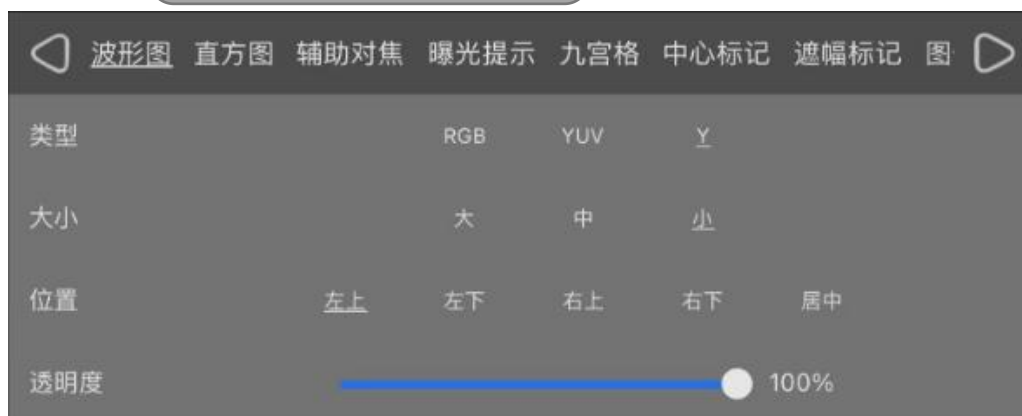 波形图 直方图 辅助对焦 曝光提示 九宫格 中心标记 遮幅标记 图
类型 RGB YUV Y
大小 大 中 小
位置 左上 左下 右上 右下 居中
透明度 100%